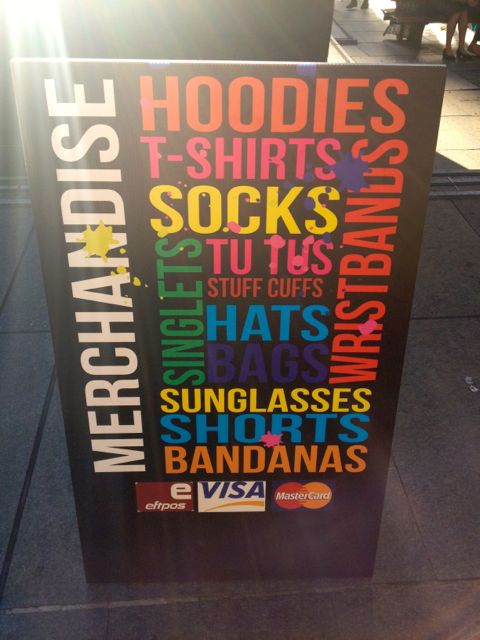 MERCHANDISE
HOODIES
T-SHIRTS
SOCKS
TU TUS
STUFF CUFFS
WRISTBANDS
SINGLETS
HATS
BAGS
SUNGLASSES
SHORTS
BANDANAS
e
eftpos
VISA
MasterCard